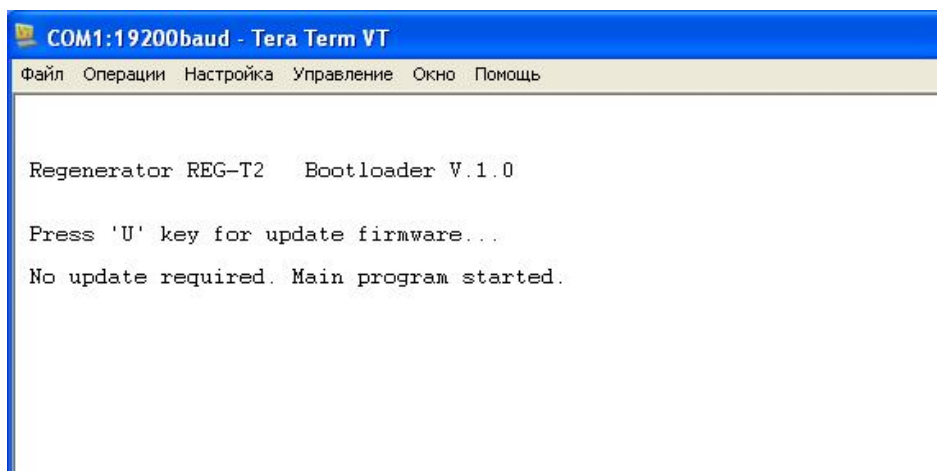 COM1:19200baud - Tera Term VT
Файл Операции Настройка Управление Окно Помощь
Regenerator REG-T2 Bootloader V.1.0
Press 'U' key for update firmware...
No update required. Main program started.